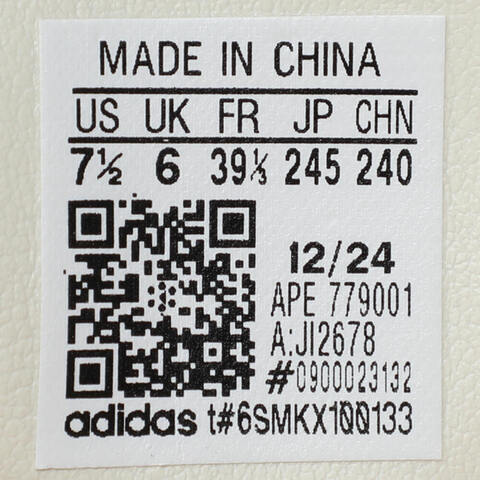 MADE IN CHINA
US UK FR JP CHN
7½ 6 39⅓ 245 240
12/24
APE 779001
A:JI2678
#0900023132
adidas t#6SMKX100133